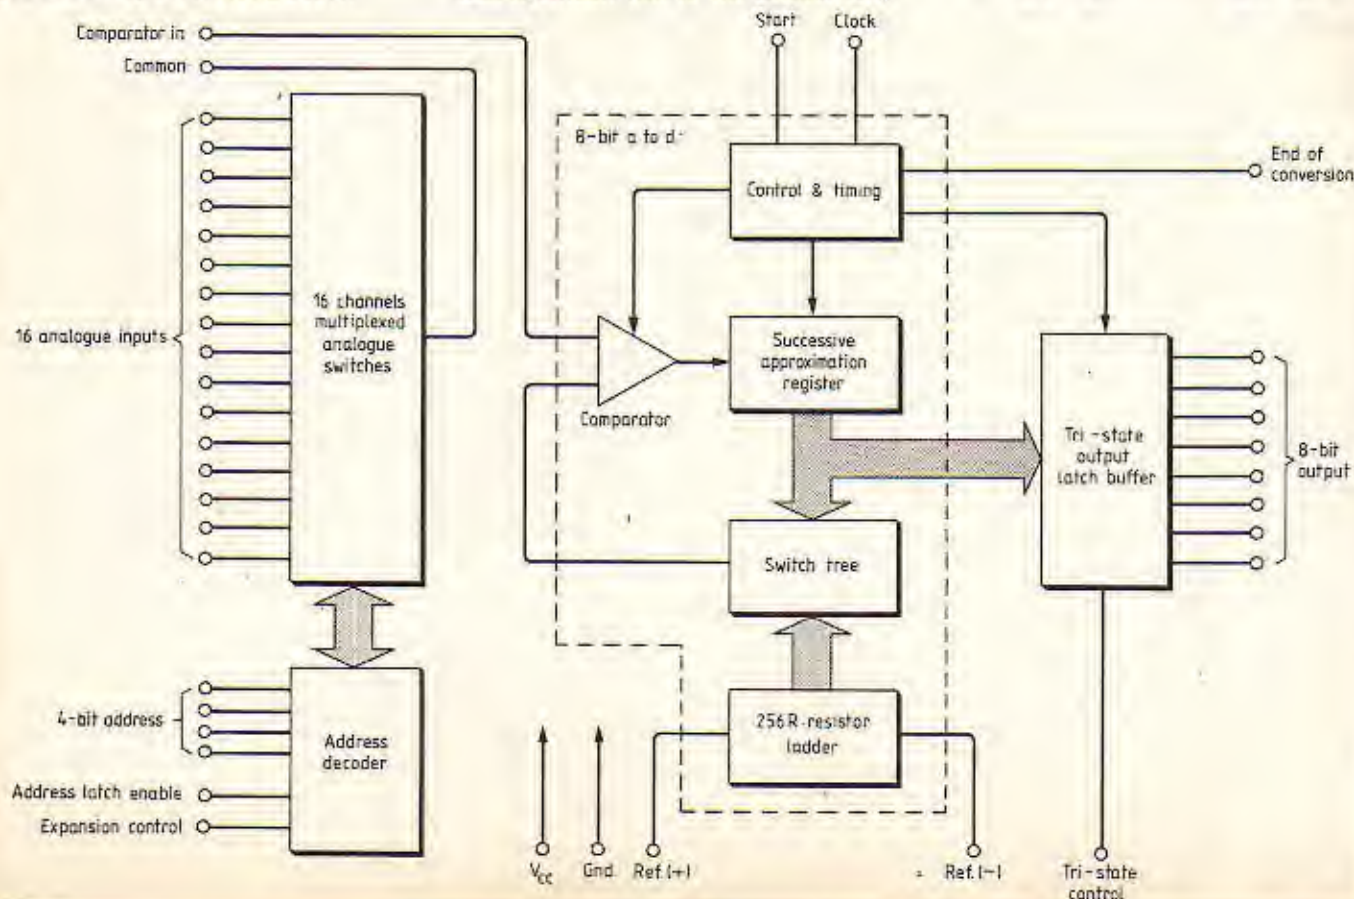 Start
Clock
Comparator in
Common
8-bit a to d
End of
conversion
Control & timing
16 analogue inputs
16 channels
multiplexed
analogue
switches
Successive
approximation
register
Comparator
Tri-state
output
latch buffer
8-bit
output
Switch tree
4-bit address
Address
decoder
256R resistor
ladder
Address latch enable
Expansion control
Vcc
Gnd.
Ref.(+)
Ref.(-)
Tri-state
control